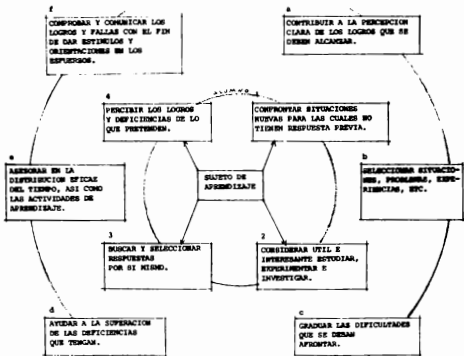 f
COMPROBAR Y COMUNICAR LOS
LOGROS Y FALLAS CON EL FIN
DE DAR ESTIMULOS Y
ORIENTACIONES EN LOS
ESFUERZOS.
a
CONTRIBUIR A LA PERCEPCION
CLARA DE LOS LOGROS QUE SE
DEBEN ALCANZAR.
ALUMNO
4
PERCIBIR LOS LOGROS
Y DEFICIENCIAS DE LO
QUE PRETENDEN.
1
CONFRONTAR SITUACIONES
NUEVAS PARA LAS CUALES NO
TIENEN RESPUESTA PREVIA.
e
ASESORAR EN LA
DISTRIBUCION EFICAZ
DEL TIEMPO, ASI COMO
LAS ACTIVIDADES DE
APRENDIZAJE.
SUJETO DE
APRENDIZAJE
b
SELECCIONAR SITUACIO-
NES, PROBLEMAS, EXPE-
RIENCIAS, ETC.
3
BUSCAR Y SELECCIONAR
RESPUESTAS
POR SI MISMO.
2
CONSIDERAR UTIL E
INTERESANTE ESTUDIAR,
EXPERIMENTAR E
INVESTIGAR.
d
AYUDAR A LA SUPERACION
DE LAS DEFICIENCIAS
QUE TENGAN.
c
GRADUAR LAS DIFICULTADES
QUE SE DEBAN
AFRONTAR.